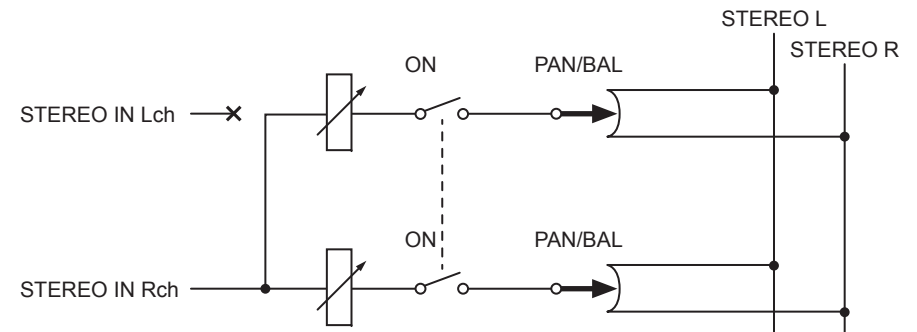 STEREO L
STEREO R
ON
PAN/BAL
STEREO IN Lch
ON
PAN/BAL
STEREO IN Rch